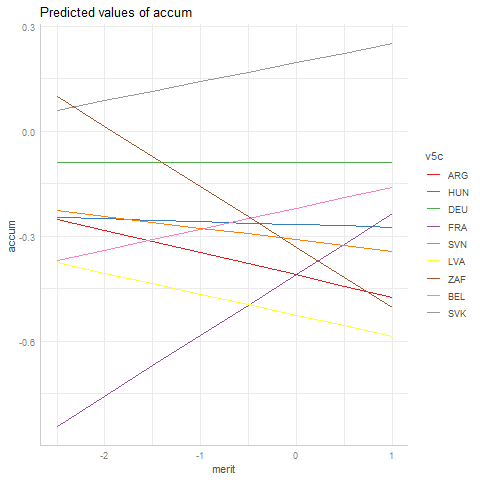 Predicted values of accum
0.3
0.0
-0.3
-0.6
accum
-2
-1
0
1
merit
v5c
ARG
HUN
DEU
FRA
SVN
LVA
ZAF
BEL
SVK